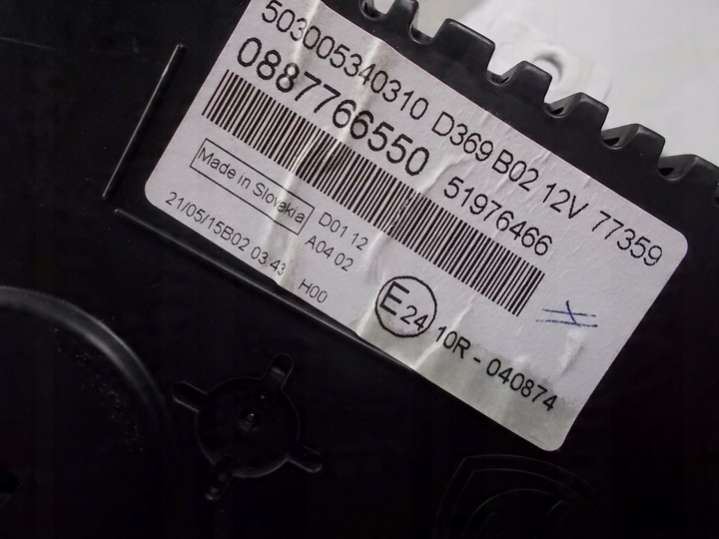 503005340310 D369 B02 12V 77359
0887766550 51976466
Made in Slovakia D01 12
21/05/15B02 03:43 A04 02
H00
E24 10R - 040874